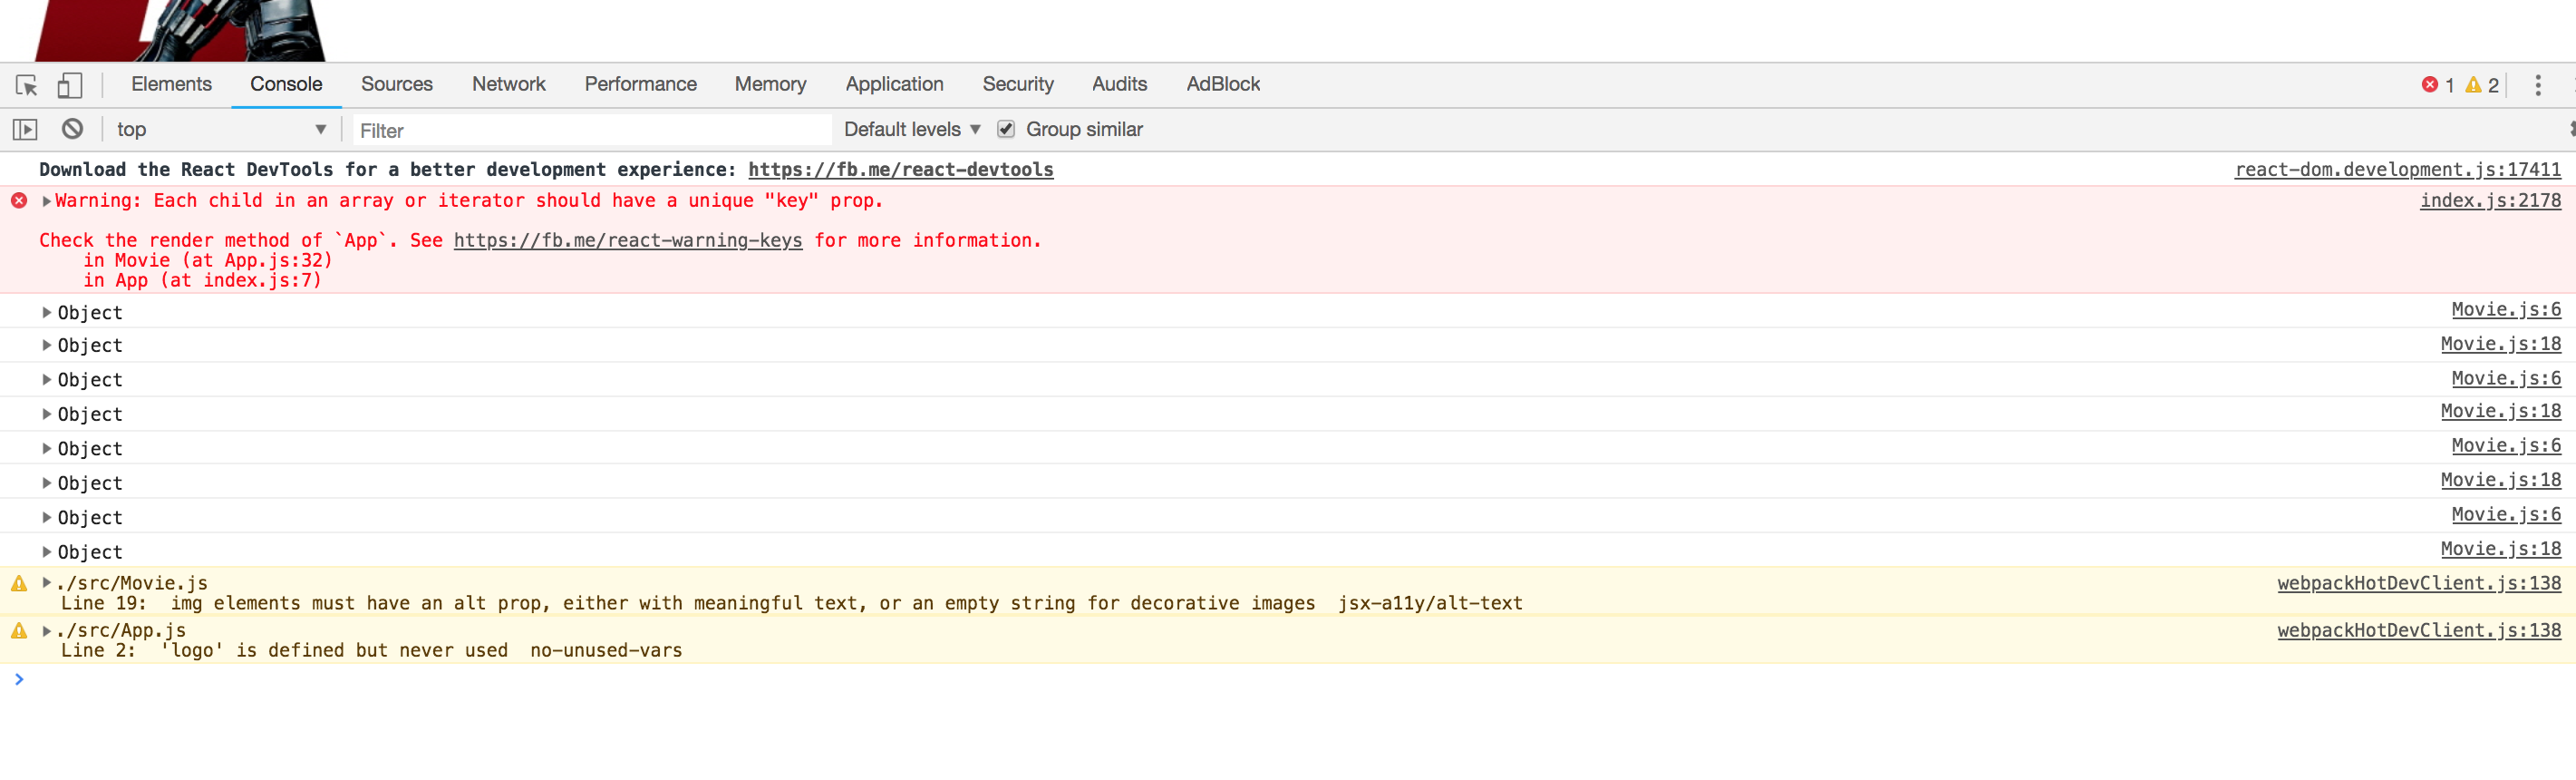 Elements Console Sources Network Performance Memory Application Security Audits AdBlock 1 2
top Filter Default levels Group similar
Download the React DevTools for a better development experience: https://fb.me/react-devtools react-dom.development.js:17411
Warning: Each child in an array or iterator should have a unique "key" prop. index.js:2178
Check the render method of `App`. See https://fb.me/react-warning-keys for more information.
in Movie (at App.js:32)
in App (at index.js:7)
Object Movie.js:6
Object Movie.js:18
Object Movie.js:6
Object Movie.js:18
Object Movie.js:6
Object Movie.js:18
Object Movie.js:6
Object Movie.js:18
./src/Movie.js webpackHotDevClient.js:138
Line 19: img elements must have an alt prop, either with meaningful text, or an empty string for decorative images jsx-a11y/alt-text
./src/App.js webpackHotDevClient.js:138
Line 2: 'logo' is defined but never used no-unused-vars